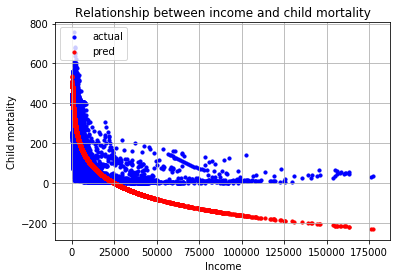 Relationship between income and child mortality
actual
pred
800
600
400
200
0
−200
Child mortality
0 25000 50000 75000 100000 125000 150000 175000
Income